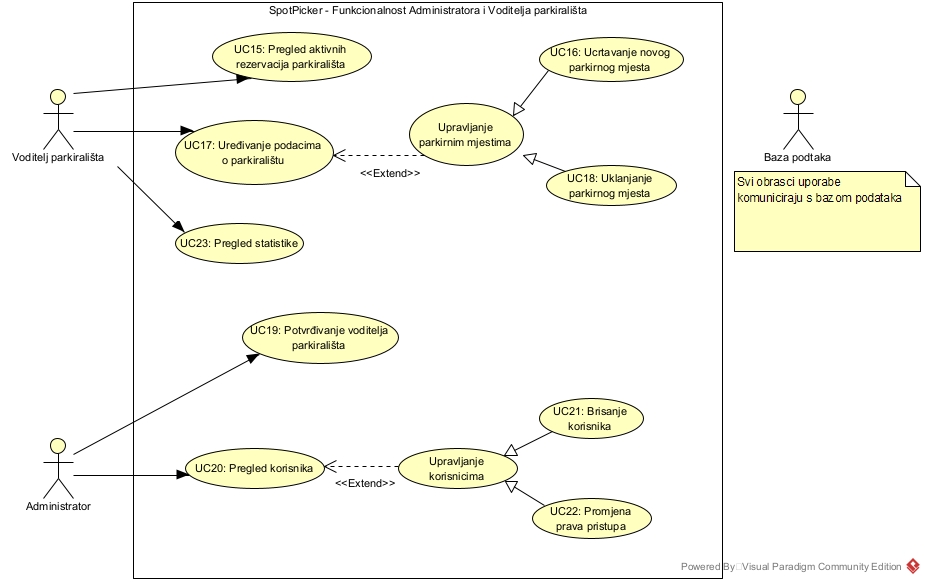 SpotPicker - Funkcionalnost Administratora i Voditelja parkirališta
UC15: Pregled aktivnih
rezervacija parkirališta
UC16: Ucrtavanje novog
parkirnog mjesta
Voditelj parkirališta
UC17: Uređivanje podacima
o parkiralištu
Upravljanje
parkirnim mjestima
<<Extend>>
UC18: Uklanjanje
parkirnog mjesta
Baza podtaka
Svi obrasci uporabe
komuniciraju s bazom podataka
UC23: Pregled statistike
UC19: Potvrđivanje voditelja
parkirališta
Administrator
UC20: Pregled korisnika
Upravljanje
korisnicima
<<Extend>>
UC21: Brisanje
korisnika
UC22: Promjena
prava pristupa
Powered By Visual Paradigm Community Edition